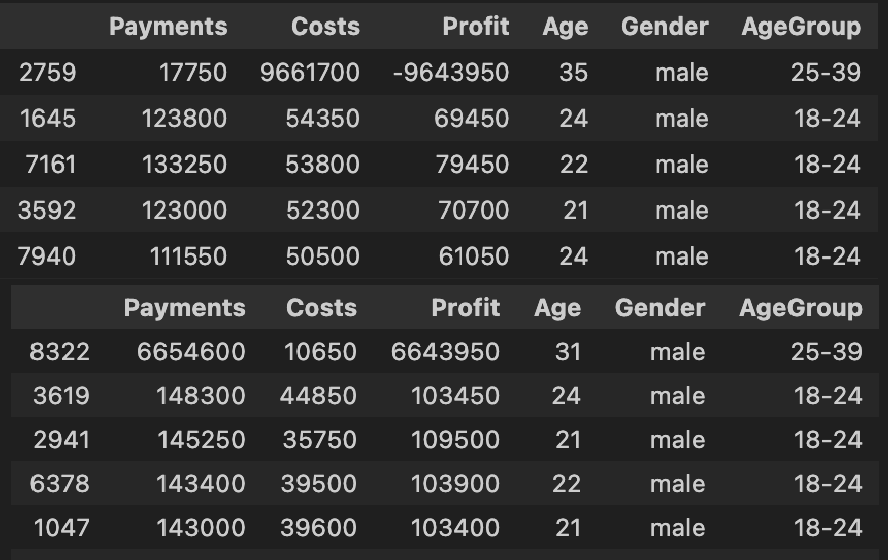 Payments Costs Profit Age Gender AgeGroup
2759 17750 9661700 -9643950 35 male 25-39
1645 123800 54350 69450 24 male 18-24
7161 133250 53800 79450 22 male 18-24
3592 123000 52300 70700 21 male 18-24
7940 111550 50500 61050 24 male 18-24
Payments Costs Profit Age Gender AgeGroup
8322 6654600 10650 6643950 31 male 25-39
3619 148300 44850 103450 24 male 18-24
2941 145250 35750 109500 21 male 18-24
6378 143400 39500 103900 22 male 18-24
1047 143000 39600 103400 21 male 18-24